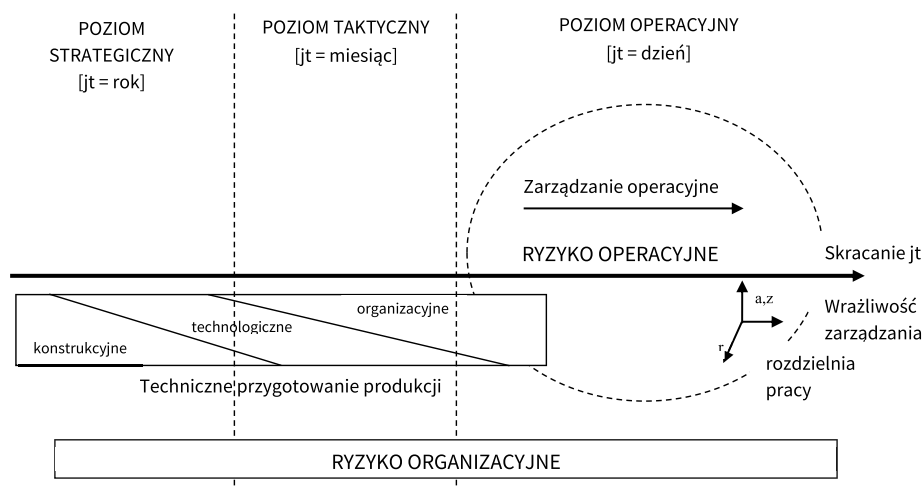 POZIOM
STRATEGICZNY
[jt = rok]
POZIOM TAKTYCZNY
[jt = miesiąc]
POZIOM OPERACYJNY
[jt = dzień]
Zarządzanie operacyjne
RYZYKO OPERACYJNE
Skracanie jt
organizacyjne
technologiczne
konstrukcyjne
a,z
r
Wrażliwość
zarządzania
rozdzielnia
pracy
Techniczne przygotowanie produkcji
RYZYKO ORGANIZACYJNE